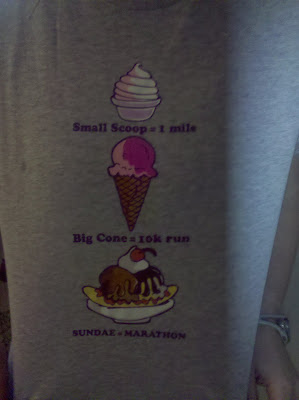 Small Scoop = 1 mile
Big Cone = 10k run
SUNDAE = MARATHON